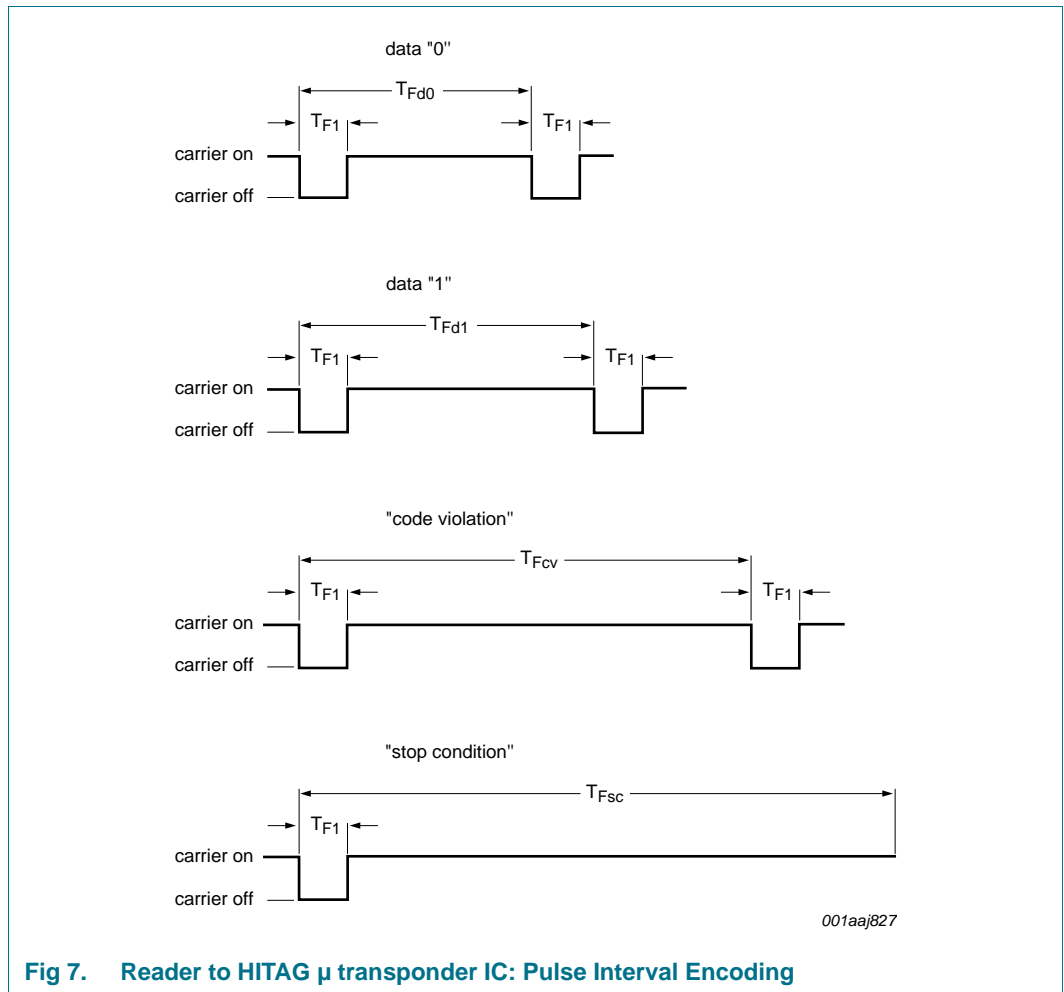 data "0"
TFd0
TF1 TF1
carrier on
carrier off
data "1"
TFd1
TF1 TF1
carrier on
carrier off
"code violation"
TFcv
TF1 TF1
carrier on
carrier off
"stop condition"
TFsc
TF1
carrier on
carrier off
001aaj827
Fig 7. Reader to HITAG μ transponder IC: Pulse Interval Encoding